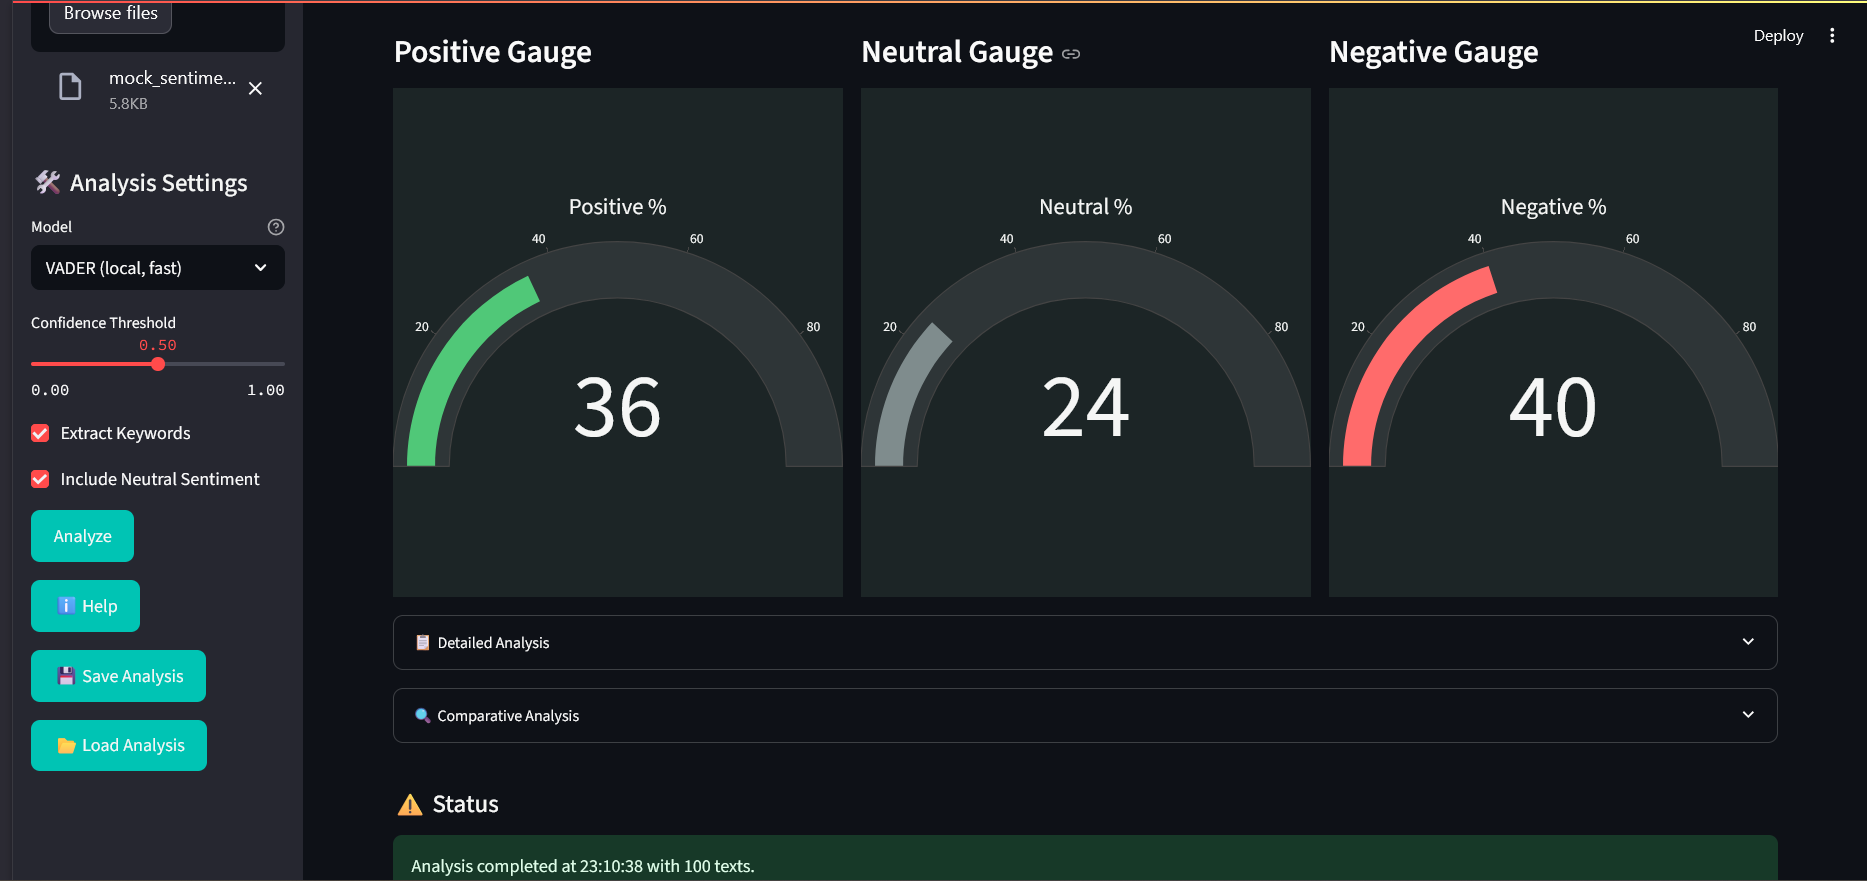 Browse files
mock_sentime...
5.8KB
Analysis Settings
Model
VADER (local, fast)
Confidence Threshold
0.50
0.00 1.00
Extract Keywords
Include Neutral Sentiment
Analyze
Help
Save Analysis
Load Analysis
Deploy
Positive Gauge
Positive %
20
40
60
80
36
Neutral Gauge
Neutral %
20
40
60
80
24
Negative Gauge
Negative %
20
40
60
80
40
Detailed Analysis
Comparative Analysis
Status
Analysis completed at 23:10:38 with 100 texts.